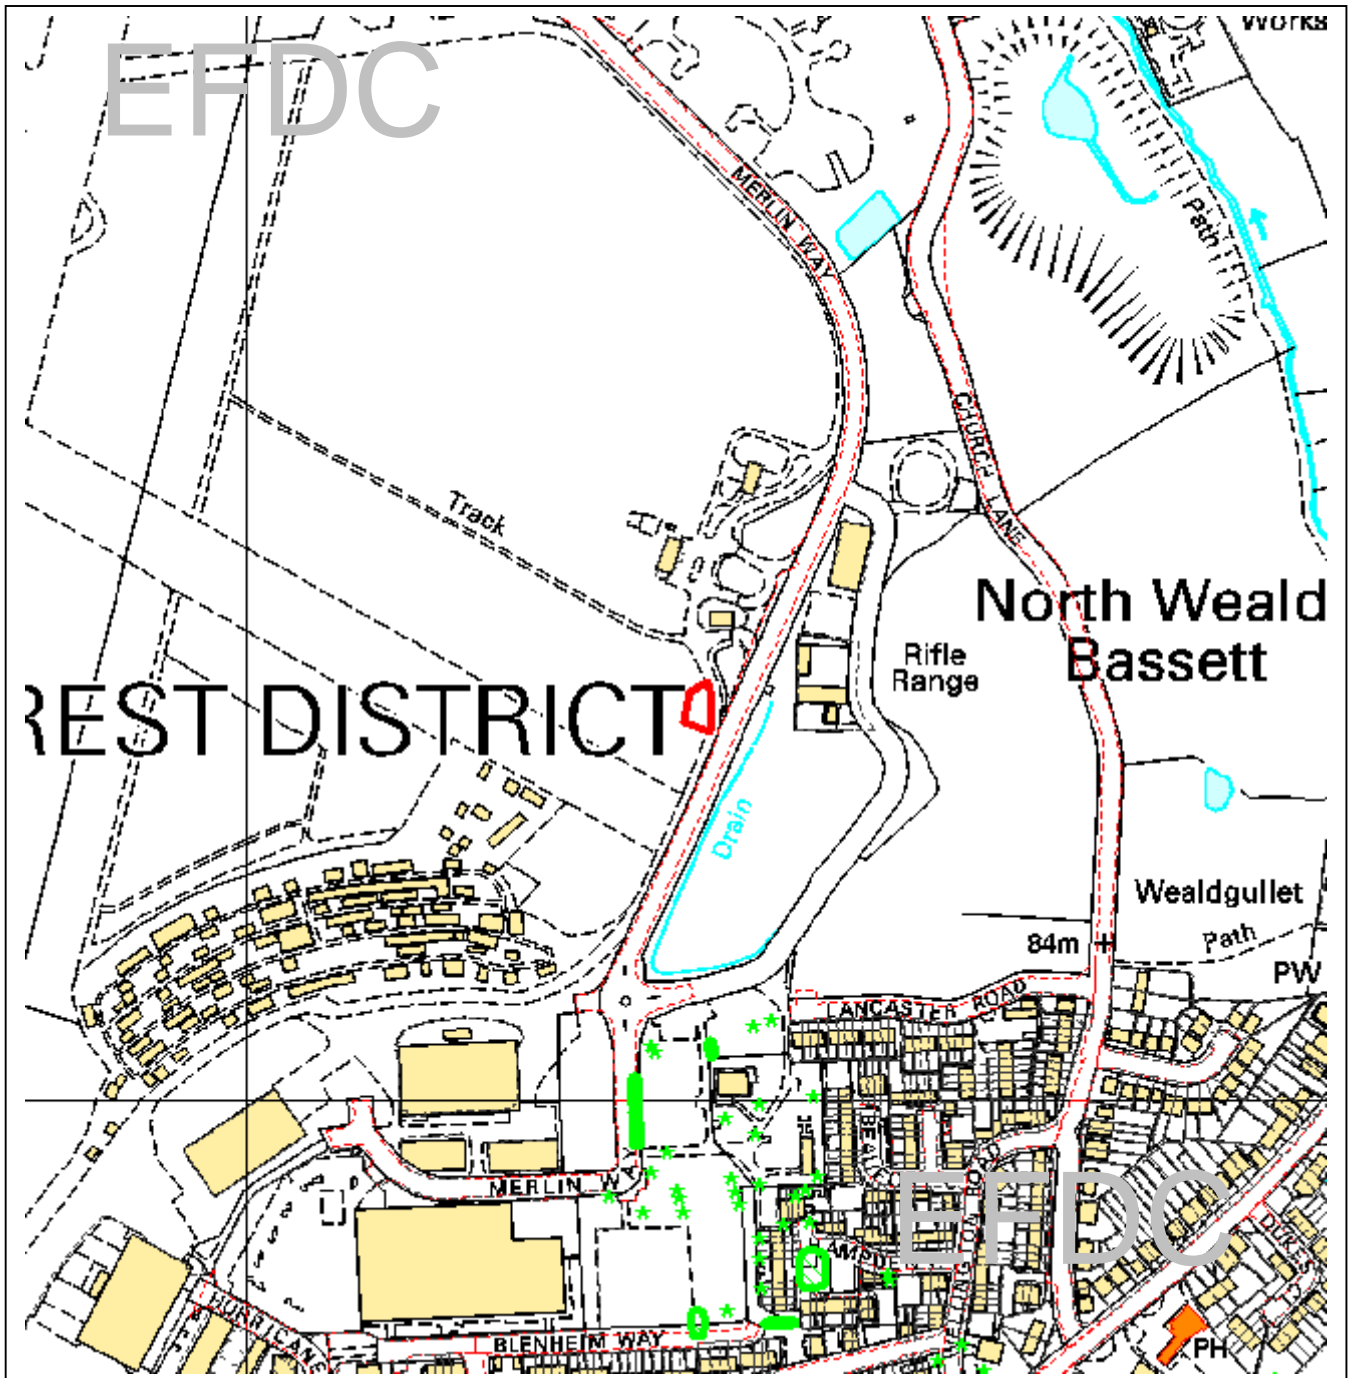 EFDC
Works
MERLIN WAY
Path
CHURCH LANE
Track
North Weald
Bassett
Rifle
Range
REST DISTRICT
Drain
Wealdgullet
84m
Path
PW
LANCASTER ROAD
MERLIN WA
EFDC
HURRICANE
BLENHEIM WAY
PH